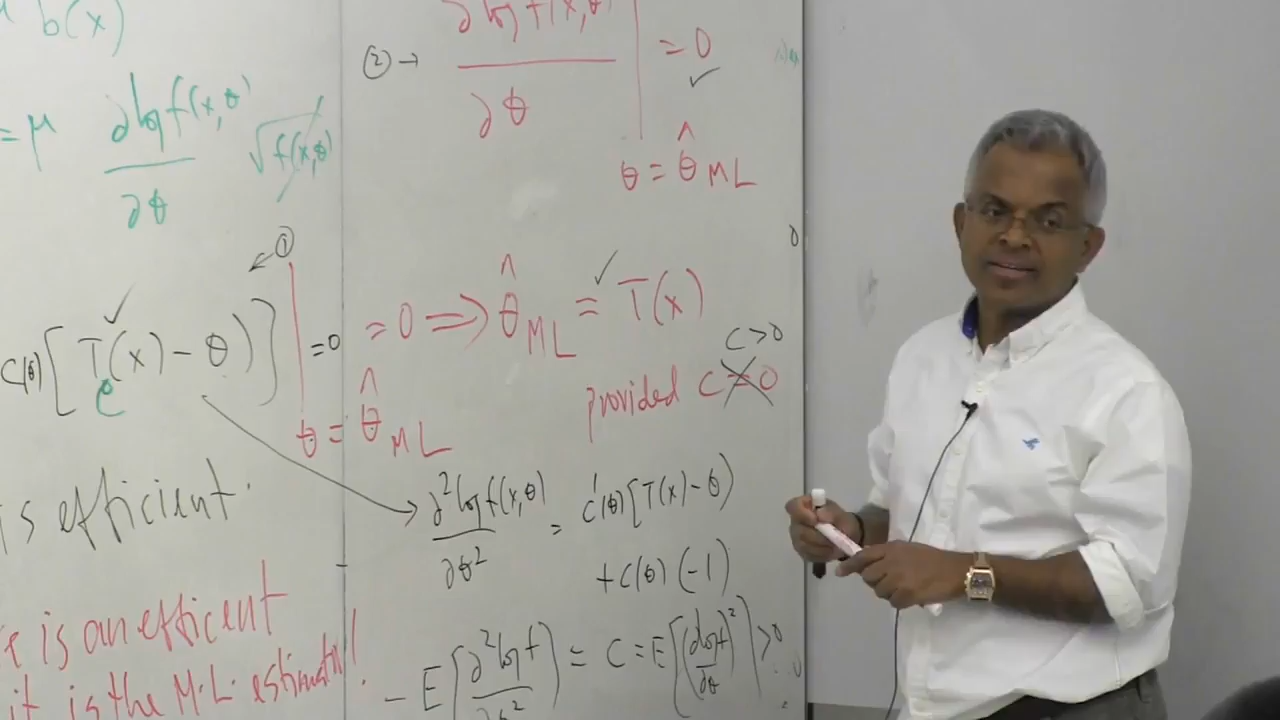 b(x)
= μ ∂log f(x,θ) / ∂θ √f(x,θ)
①
C(θ)[T(x) - θ)] = 0
e
is efficient.
is an efficient
it is the M.L. estimator!
② → ∂log f(x,θ) / ∂θ | = 0 ✓
θ = θ̂ ML
= 0 ⇒ θ̂ ML = T(x)
C > 0
provided C = 0
θ = θ̂ ML
∂² log f(x,θ) / ∂θ² = C'(θ)[T(x) - θ)
+ C(θ) (-1)
- E[∂² log f / ∂θ²] = C = E[(∂log f / ∂θ)²] > 0